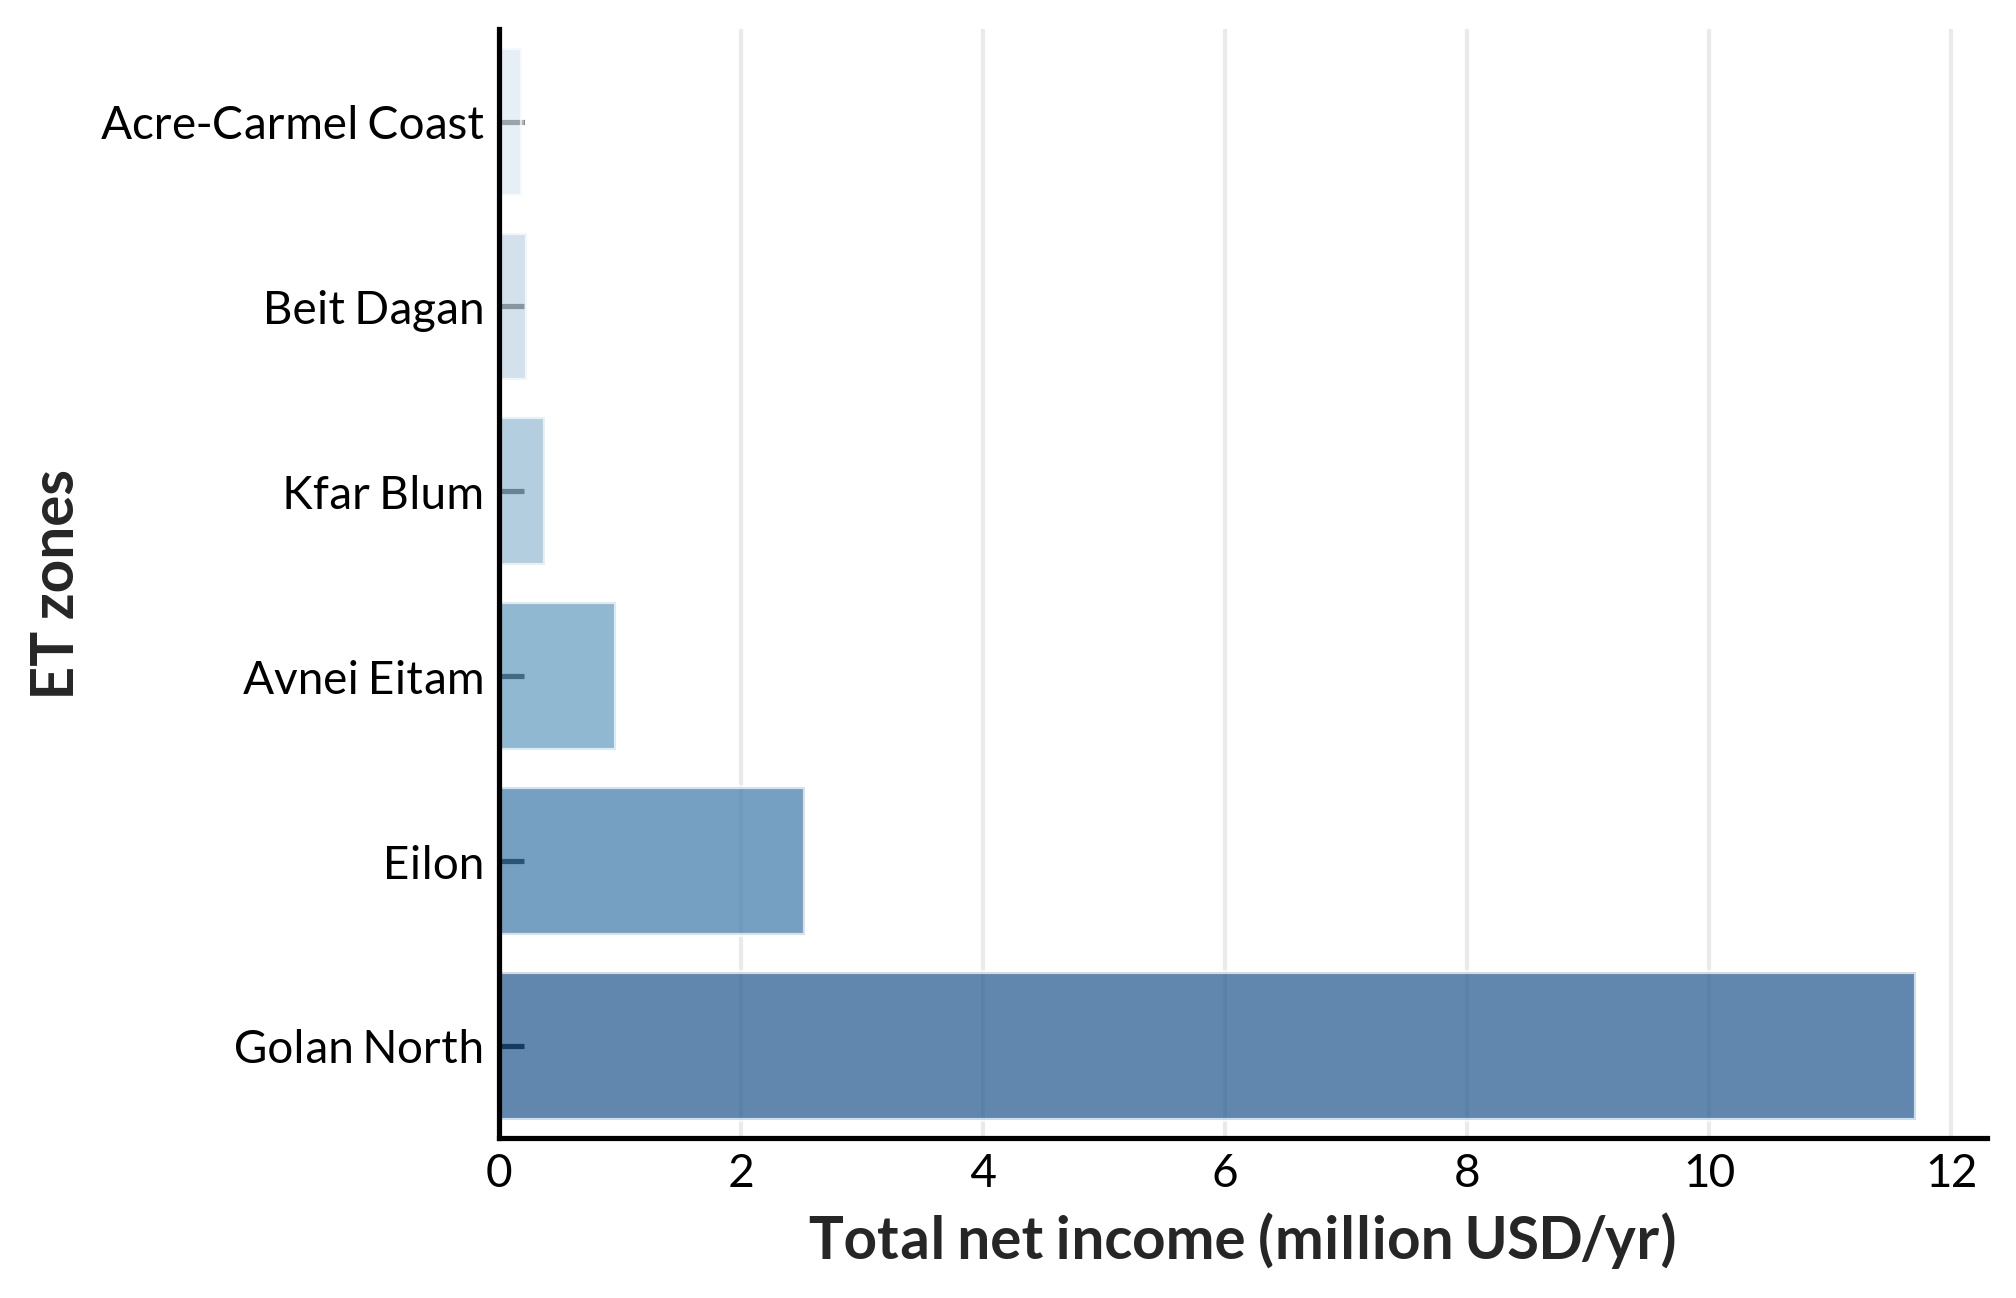 Acre-Carmel Coast
Beit Dagan
Kfar Blum
Avnei Eitam
Eilon
Golan North
ET zones
0 2 4 6 8 10 12
Total net income (million USD/yr)